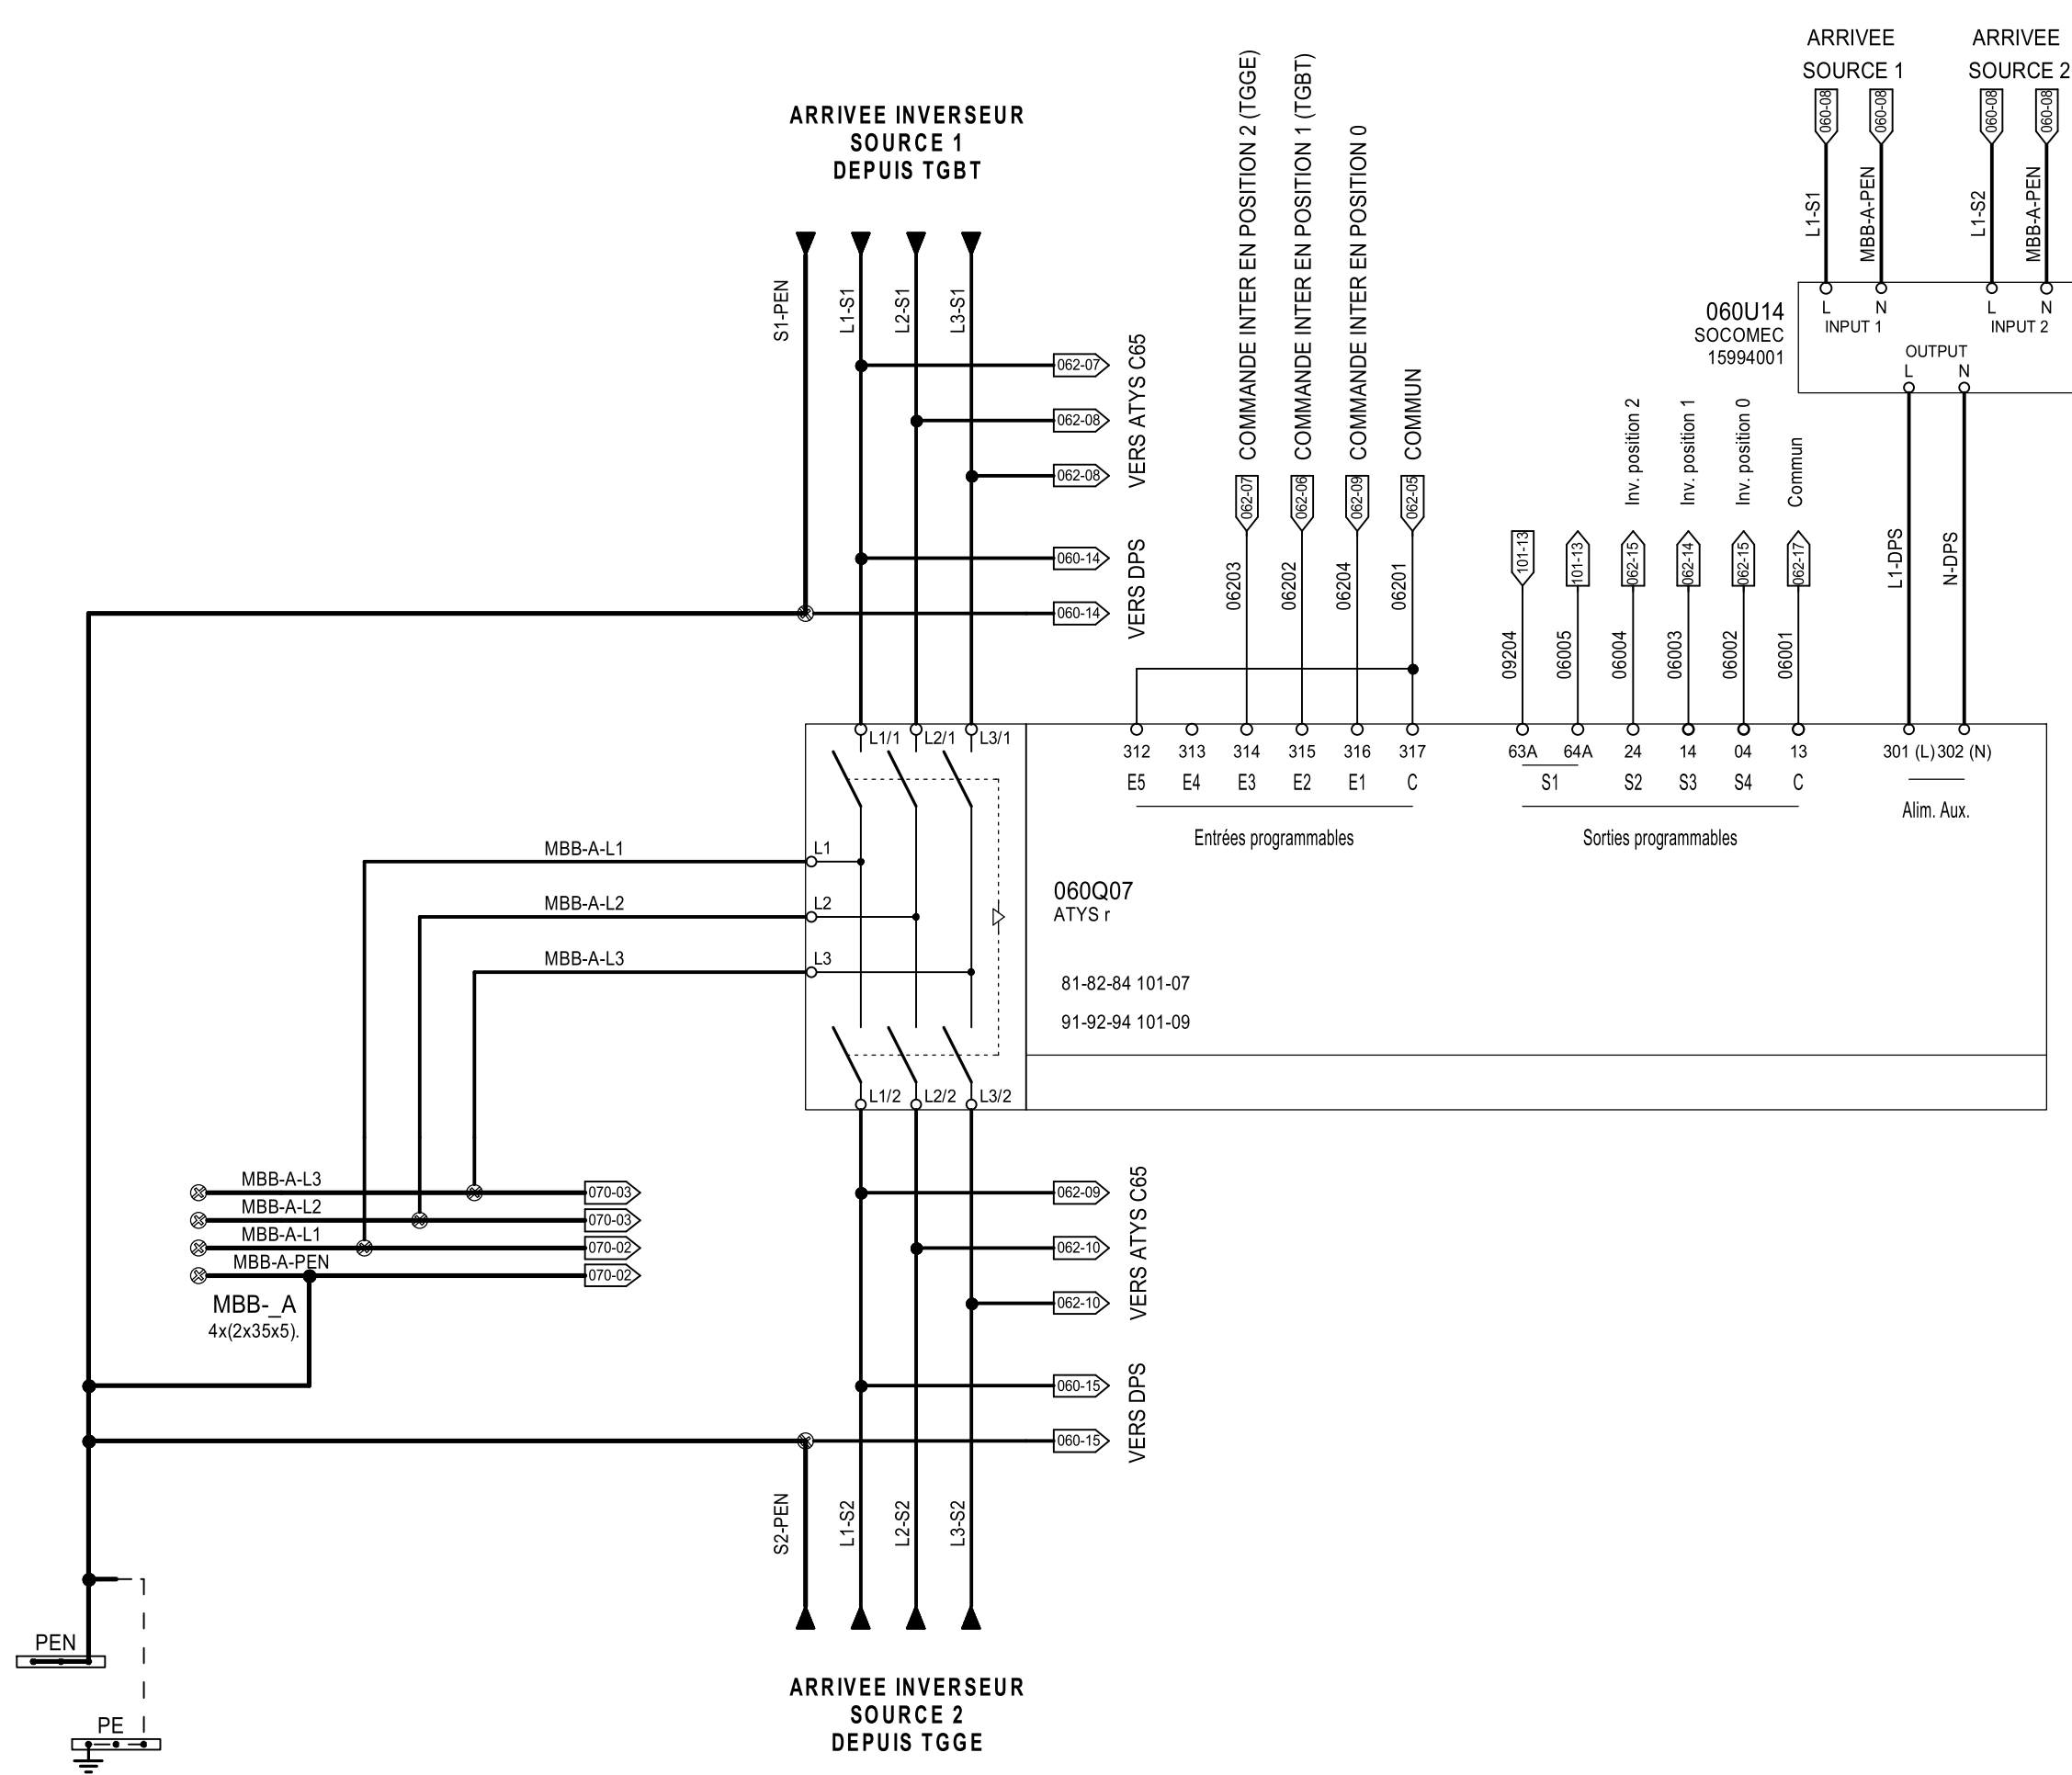 ARRIVEE
SOURCE 1
ARRIVEE
SOURCE 2
060-08
060-08
060-08
060-08
L1-S1
MBB-A-PEN
L1-S2
MBB-A-PEN
L
N
L
N
INPUT 1
INPUT 2
060U14
SOCOMEC
15994001
OUTPUT
L
N
L1-DPS
N-DPS
ARRIVEE INVERSEUR
SOURCE 1
DEPUIS TGBT
S1-PEN
L1-S1
L2-S1
L3-S1
062-07
062-08
062-08
VERS ATYS C65
060-14
060-14
VERS DPS
COMMANDE INTER EN POSITION 2 (TGGE)
COMMANDE INTER EN POSITION 1 (TGBT)
COMMANDE INTER EN POSITION 0
COMMUN
062-07
062-06
062-09
062-05
06203
06202
06204
06201
Inv. position 2
Inv. position 1
Inv. position 0
Commun
101-13
101-13
062-15
062-14
062-15
062-17
09204
06005
06004
06003
06002
06001
L1/1
L2/1
L3/1
312
313
314
315
316
317
63A
64A
24
14
04
13
301 (L)
302 (N)
E5
E4
E3
E2
E1
C
S1
S2
S3
S4
C
Alim. Aux.
Entrées programmables
Sorties programmables
MBB-A-L1
L1
MBB-A-L2
L2
MBB-A-L3
L3
060Q07
ATYS r
81-82-84 101-07
91-92-94 101-09
L1/2
L2/2
L3/2
MBB-A-L3
070-03
MBB-A-L2
070-03
MBB-A-L1
070-02
MBB-A-PEN
070-02
MBB-_A
4x(2x35x5).
062-09
062-10
062-10
VERS ATYS C65
060-15
060-15
VERS DPS
S2-PEN
L1-S2
L2-S2
L3-S2
PEN
PE
ARRIVEE INVERSEUR
SOURCE 2
DEPUIS TGGE